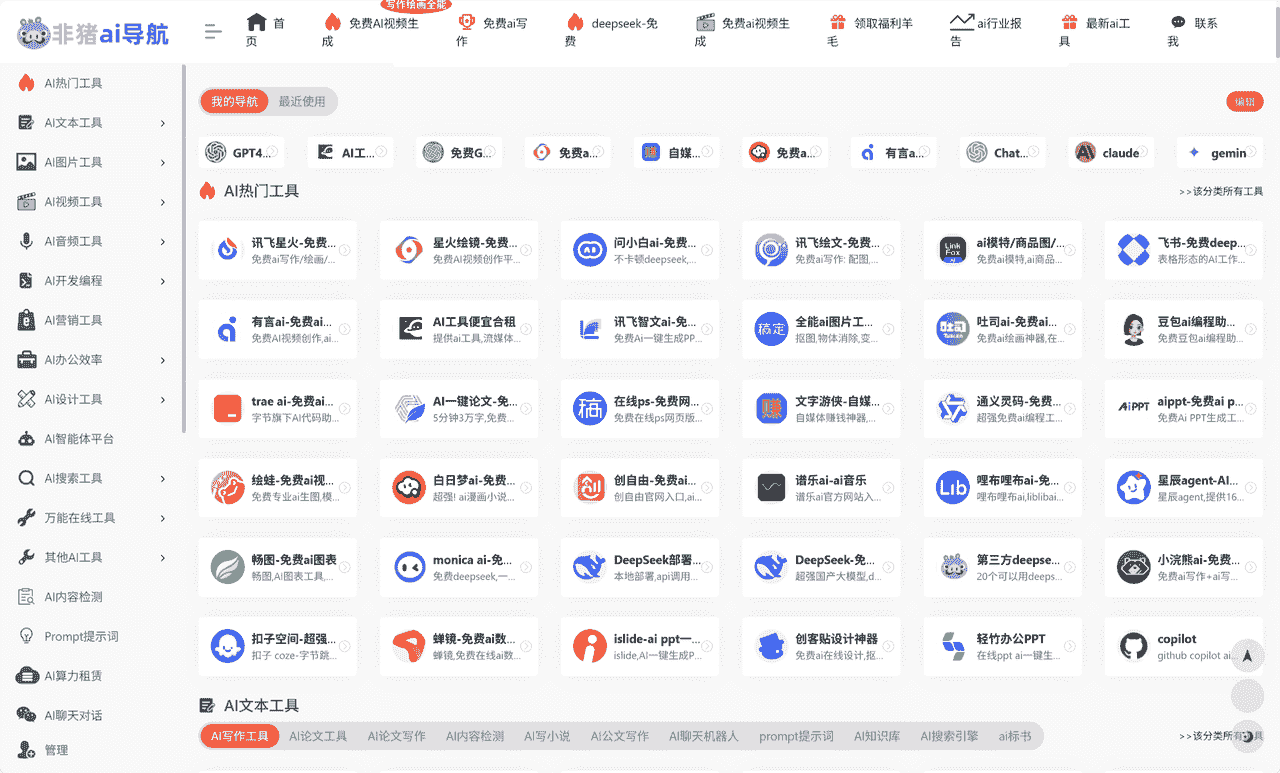 写作绘画全能
非猪ai导航
首页
免费AI视频生成
免费ai写作
deepseek-免费
免费ai视频生成
领取福利羊毛
ai行业报告
最新ai工具
联系我
AI热门工具
AI文本工具
AI图片工具
AI视频工具
AI音频工具
AI开发编程
AI营销工具
AI办公效率
AI设计工具
AI智能体平台
AI搜索工具
万能在线工具
其他AI工具
AI内容检测
Prompt提示词
AI算力租赁
AI聊天对话
管理
我的导航
最近使用
编辑
GPT4...
AI工...
免费G...
免费a...
自媒...
免费a...
有言a...
Chat...
claude
gemin
AI热门工具
>>该分类所有工具
讯飞星火-免费...
免费ai写作/绘画/...
星火绘镜-免费...
免费AI视频创作平...
问小白ai-免费...
不卡顿deepseek,...
讯飞绘文-免费...
免费ai写作: 配图,...
Link
Fox
ai模特/商品图/...
免费ai模特,ai商品...
飞书-免费deep...
表格形态的AI工作...
有言ai-免费ai...
免费AI视频创作,ai...
AI工具便宜合租
提供ai工具,流媒体...
讯飞智文-ai-免...
免费Ai一键生成PP...
搞定
全能ai图片工...
抠图,物体消除,变...
吐司
吐司ai-免费ai...
免费ai绘画神器,在...
豆包ai编程助...
免费豆包ai编程助...
trae ai-免费ai...
字节旗下AI代码助...
AI一键论文-免...
5分钟3万字,免费...
稿
在线ps-免费网...
免费在线ps网页版...
文字游侠-自媒...
自媒体赚钱神器,...
通义灵码-免费...
超强免费ai编程工...
AiPPT
aippt-免费ai p...
免费Ai PPT生成工...
绘蛙-免费ai视...
免费专业ai生图,模...
白日梦ai-免费...
超强! ai漫画小说...
创自由-免费ai...
创自由官网入口,ai...
谱乐ai-ai音乐
谱乐ai官方网站入...
Lib
哩布哩布ai-免...
哩布哩布ai,liblibai...
星辰agent-AI...
星辰agent,提供16...
畅图-免费ai图表
畅图,AI图表工具,...
monica ai-免...
免费deepseek,一...
DeepSeek部署...
本地部署,api调用...
DeepSeek-免...
超强国产大模型,d...
第三方deepse...
20个可以用deeps...
小浣熊ai-免费...
免费ai写作+ai写...
扣子空间-超强...
扣子 coze-字节跳...
蝉镜-免费ai数...
蝉镜,免费在线ai数...
islide-ai ppt一...
islide,AI一键生成P...
创客贴设计神器
免费ai在线设计,抠...
轻竹办公PPT
在线ppt ai一键生...
copilot
github copilot ai...
AI文本工具
AI写作工具
AI论文工具
AI论文写作
AI内容检测
AI写小说
AI公文写作
AI聊天机器人
prompt提示词
AI知识库
AI搜索引擎
ai标书
>>该分类所有工具